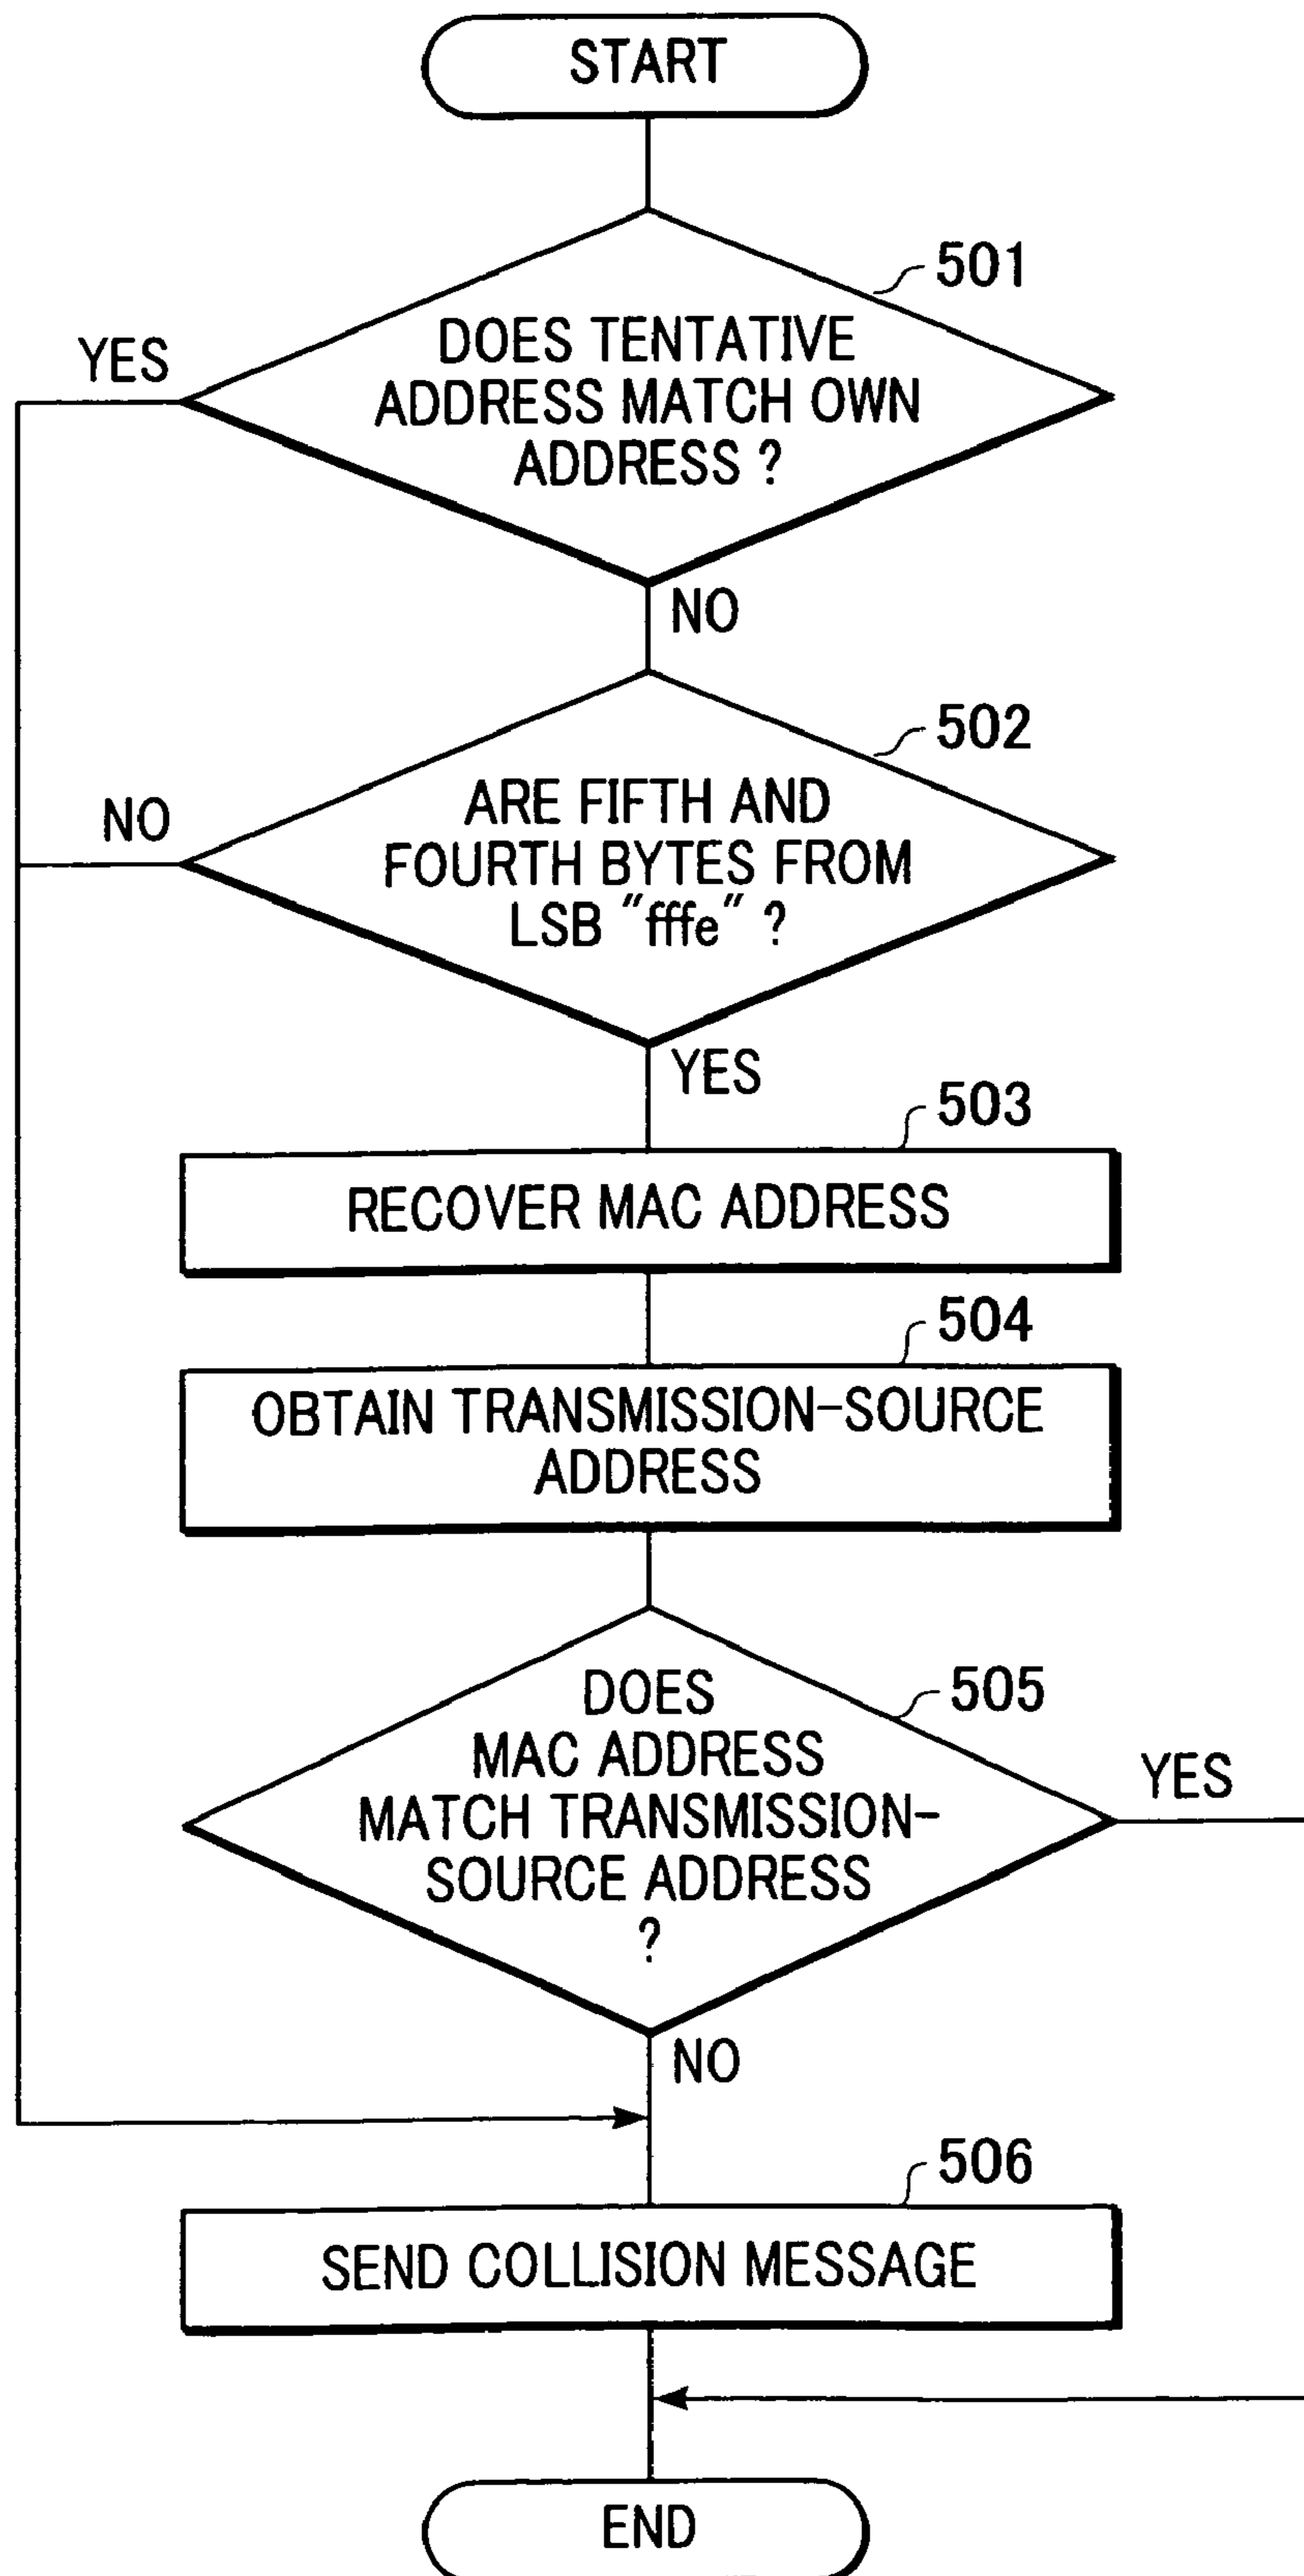 START
501
YES
DOES TENTATIVE
ADDRESS MATCH OWN
ADDRESS ?
NO
502
NO
ARE FIFTH AND
FOURTH BYTES FROM
LSB "fffe" ?
YES
503
RECOVER MAC ADDRESS
504
OBTAIN TRANSMISSION-SOURCE
ADDRESS
505
DOES
MAC ADDRESS
MATCH TRANSMISSION-
SOURCE ADDRESS
?
YES
NO
506
SEND COLLISION MESSAGE
END